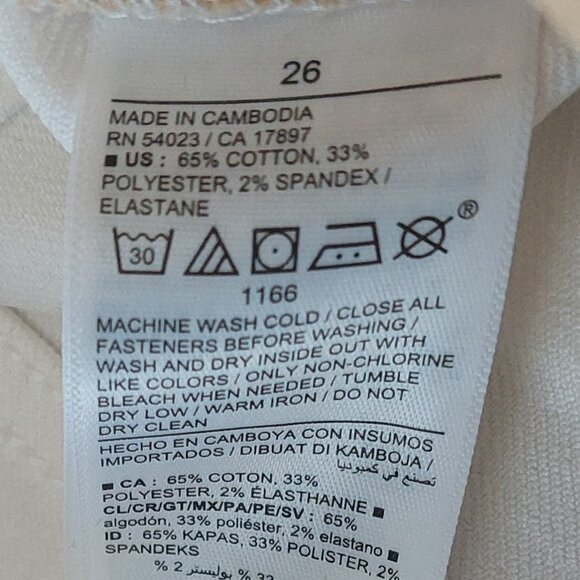 26
MADE IN CAMBODIA
RN 54023 / CA 17897
■ US : 65% COTTON, 33%
POLYESTER, 2% SPANDEX /
ELASTANE
30 ®
1166
MACHINE WASH COLD / CLOSE ALL
FASTENERS BEFORE WASHING /
WASH AND DRY INSIDE OUT WITH
LIKE COLORS / ONLY NON-CHLORINE
BLEACH WHEN NEEDED / TUMBLE
DRY LOW / WARM IRON / DO NOT
DRY CLEAN
HECHO EN CAMBOYA CON INSUMOS
IMPORTADOS / DIBUAT DI KAMBOJA /
تصنع في كمبوديا
■ CA : 65% COTON, 33%
POLYESTER, 2% ÉLASTHANNE ■
CL/CR/GT/MX/PA/PE/SV : 65%
algodón, 33% poliéster, 2% elastano ■
ID : 65% KAPAS, 33% POLISTER, 2%
SPANDEKS
33 % بوليستر 2 %